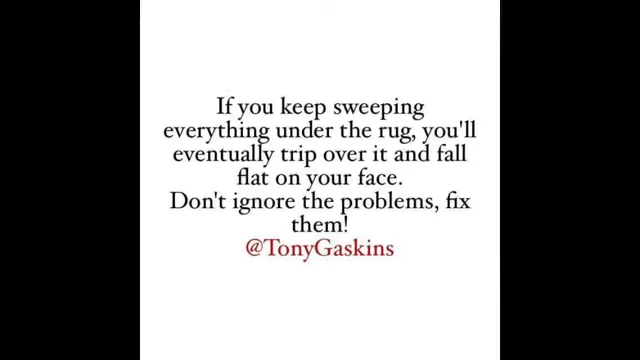 If you keep sweeping
everything under the rug, you'll
eventually trip over it and fall
flat on your face.
Don't ignore the problems, fix
them!
@TonyGaskins